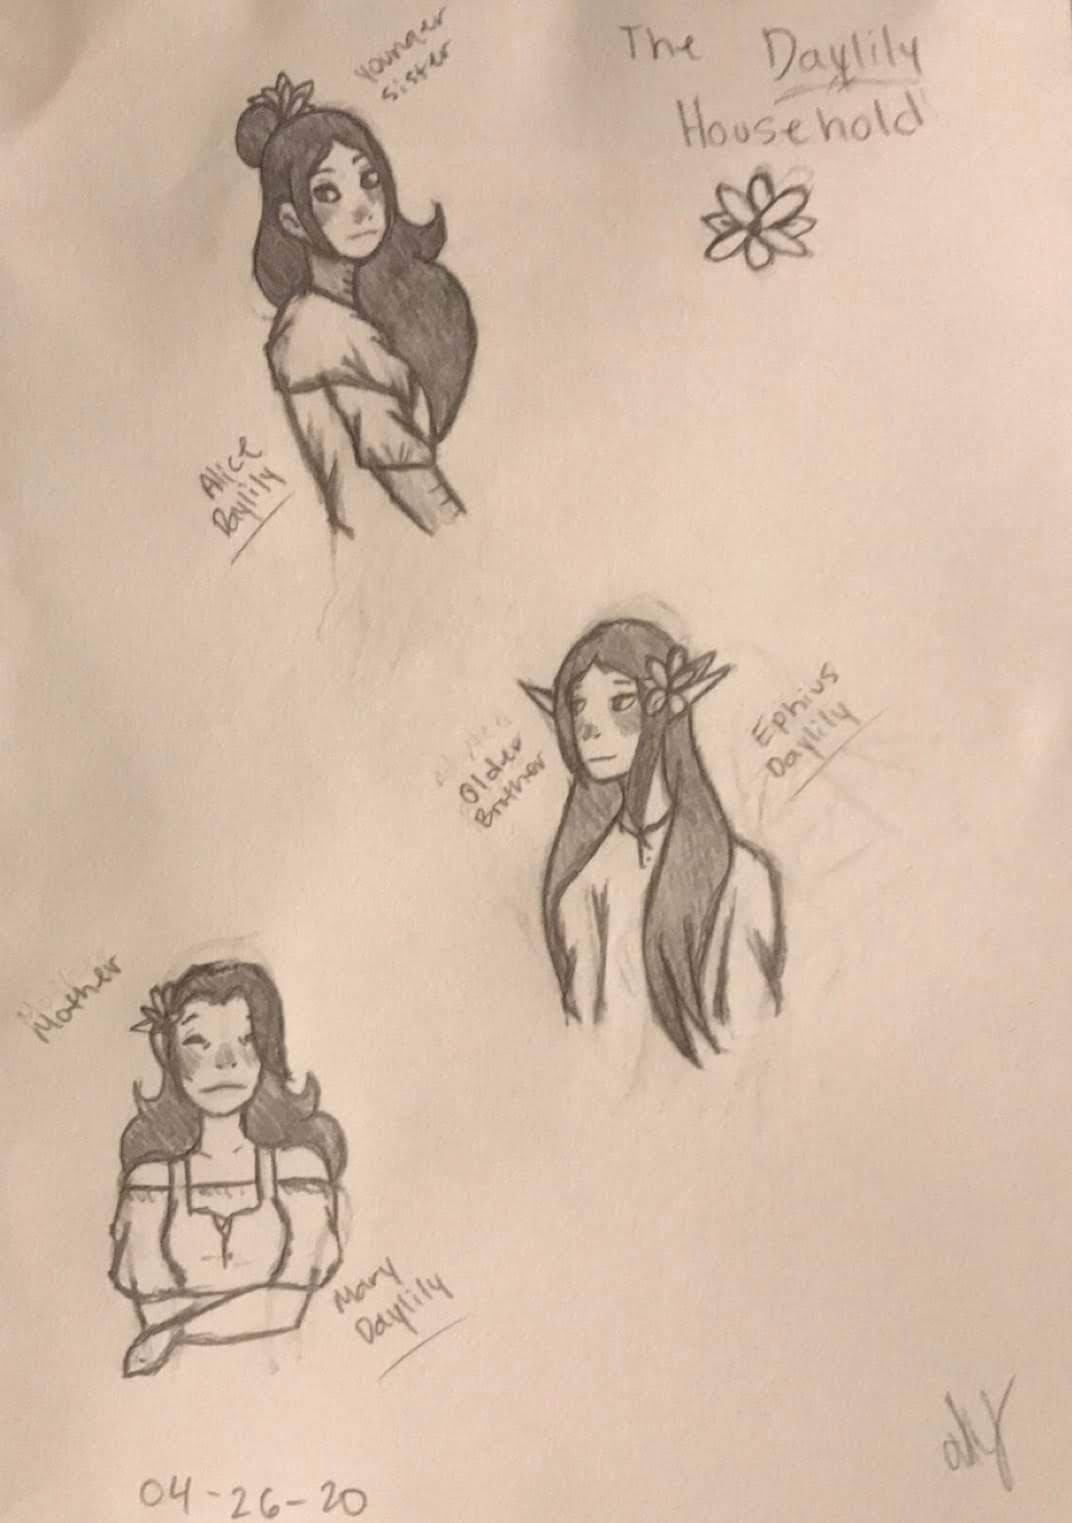 The Daylily
Household
Younger
sister
Alice
Daylily
Older
Brother
Ephius
Daylily
Mother
Mary
Daylily
04-26-20